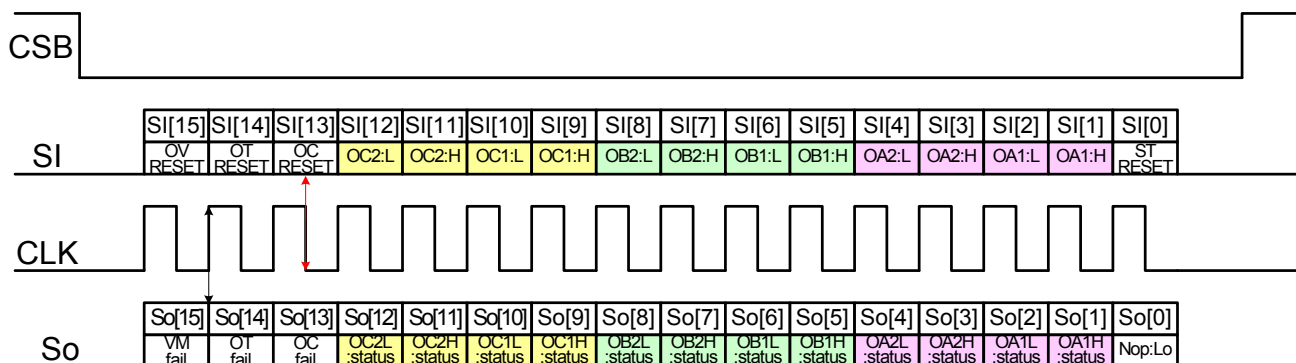 CSB
SI[15] SI[14] SI[13] SI[12] SI[11] SI[10] SI[9] SI[8] SI[7] SI[6] SI[5] SI[4] SI[3] SI[2] SI[1] SI[0]
SI
OV RESET OT RESET OC RESET OC2:L OC2:H OC1:L OC1:H OB2:L OB2:H OB1:L OB1:H OA2:L OA2:H OA1:L OA1:H ST RESET
CLK
So[15] So[14] So[13] So[12] So[11] So[10] So[9] So[8] So[7] So[6] So[5] So[4] So[3] So[2] So[1] So[0]
So
VM fail OT fail OC fail OC2L :status OC2H :status OC1L :status OC1H :status OB2L :status OB2H :status OB1L :status OB1H :status OA2L :status OA2H :status OA1L :status OA1H :status Nop:Lo